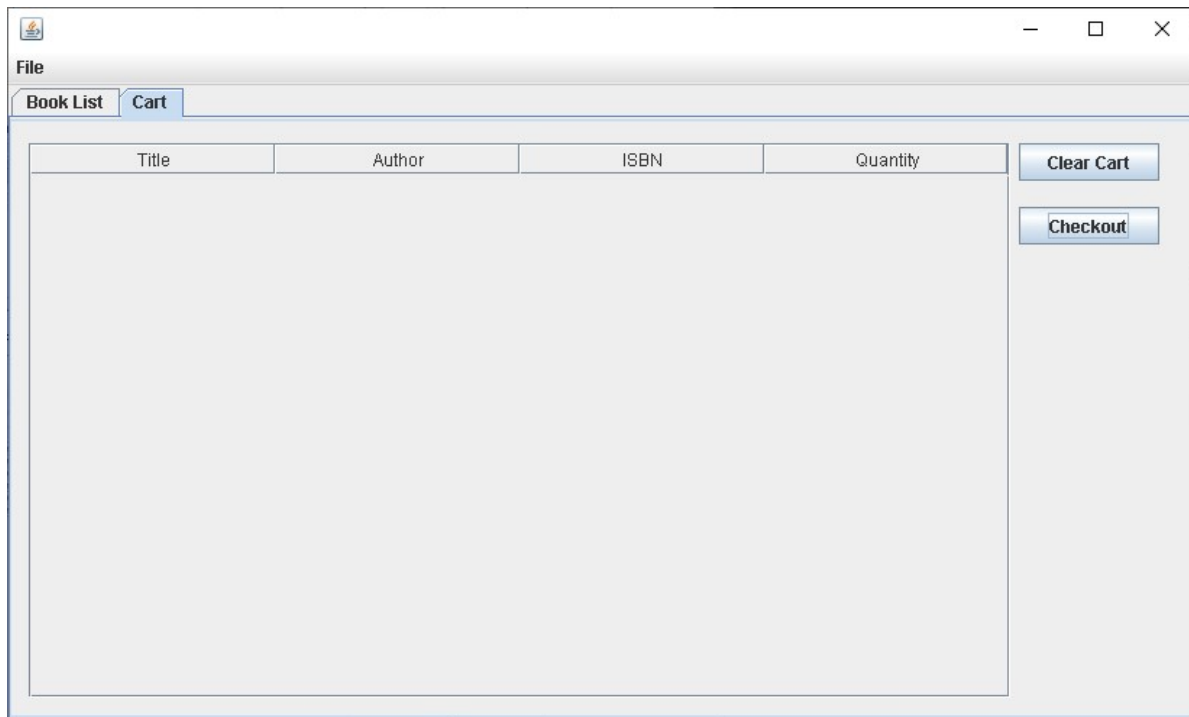 File
Book List Cart
Title Author ISBN Quantity
Clear Cart
Checkout